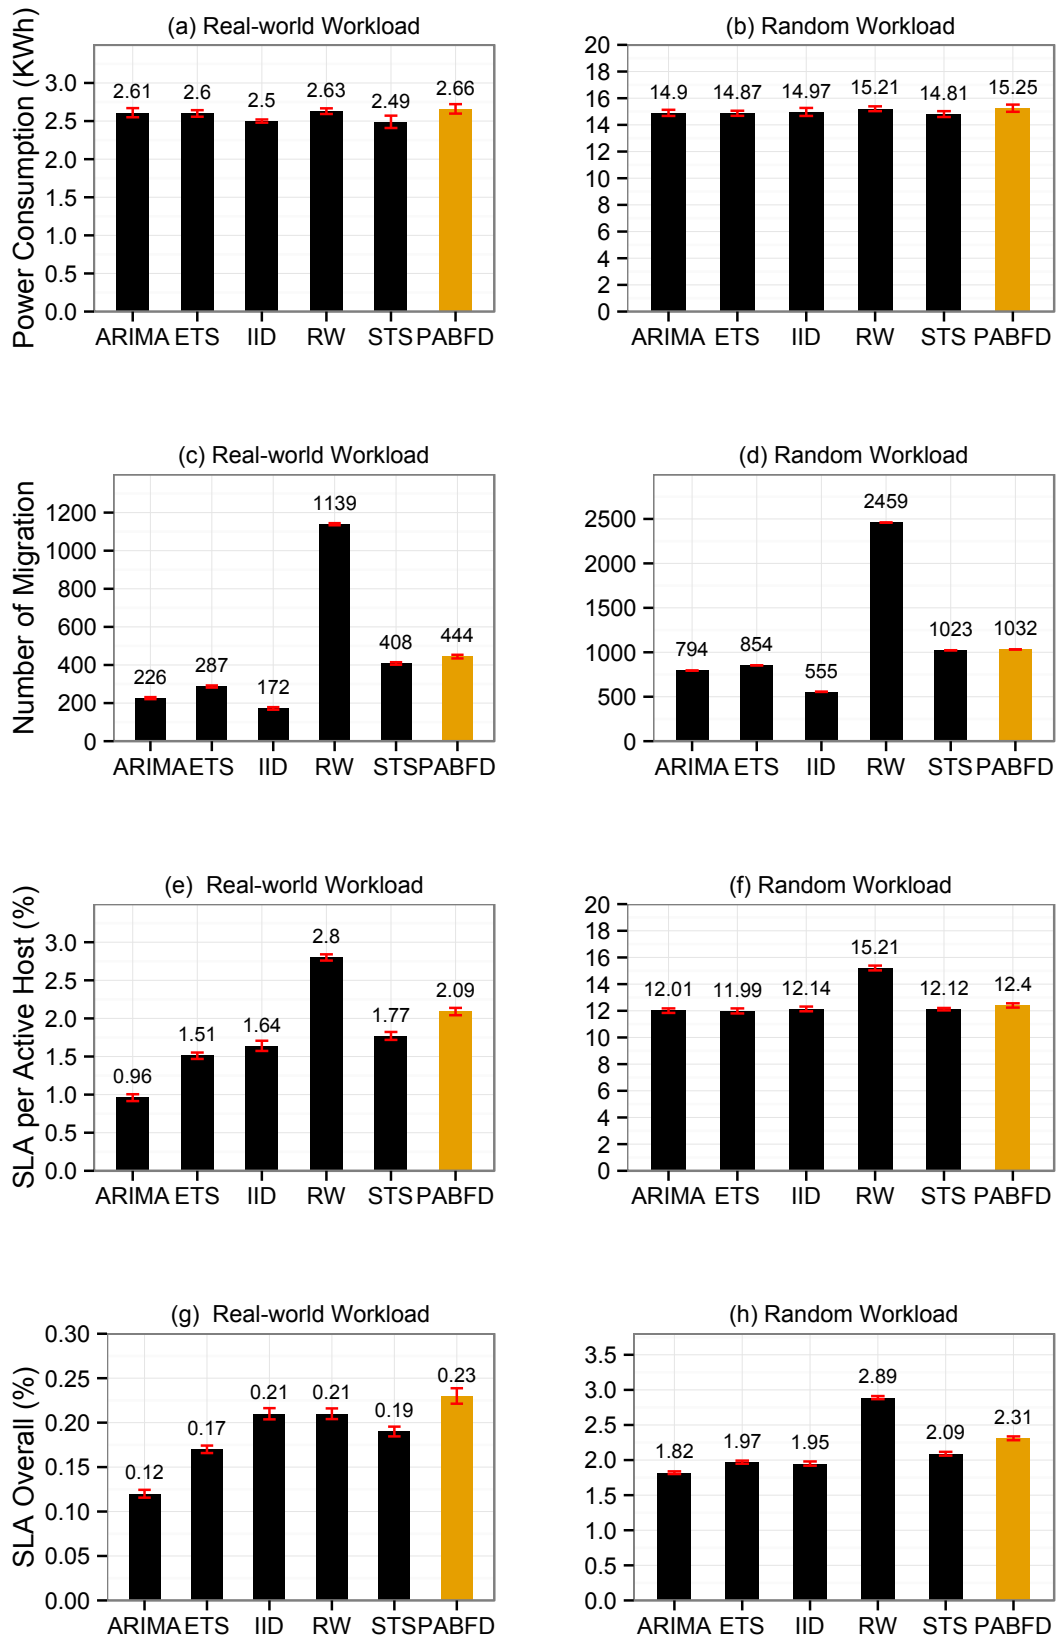 (a) Real-world Workload
Power Consumption (KWh)
3.0
2.5
2.0
1.5
1.0
0.5
0.0
2.61 2.6 2.5 2.63 2.49 2.66
ARIMA ETS IID RW STS PABFD
(b) Random Workload
20
18
16
14
12
10
8
6
4
2
0
14.9 14.87 14.97 15.21 14.81 15.25
ARIMA ETS IID RW STS PABFD
(c) Real-world Workload
Number of Migration
1200
1000
800
600
400
200
0
226 287 172 1139 408 444
ARIMA ETS IID RW STS PABFD
(d) Random Workload
2500
2000
1500
1000
500
0
794 854 555 2459 1023 1032
ARIMA ETS IID RW STS PABFD
(e) Real-world Workload
SLA per Active Host (%)
3.0
2.5
2.0
1.5
1.0
0.5
0.0
0.96 1.51 1.64 2.8 1.77 2.09
ARIMA ETS IID RW STS PABFD
(f) Random Workload
20
18
16
14
12
10
8
6
4
2
0
12.01 11.99 12.14 15.21 12.12 12.4
ARIMA ETS IID RW STS PABFD
(g) Real-world Workload
SLA Overall (%)
0.30
0.25
0.20
0.15
0.10
0.05
0.00
0.12 0.17 0.21 0.21 0.19 0.23
ARIMA ETS IID RW STS PABFD
(h) Random Workload
3.5
3.0
2.5
2.0
1.5
1.0
0.5
0.0
1.82 1.97 1.95 2.89 2.09 2.31
ARIMA ETS IID RW STS PABFD